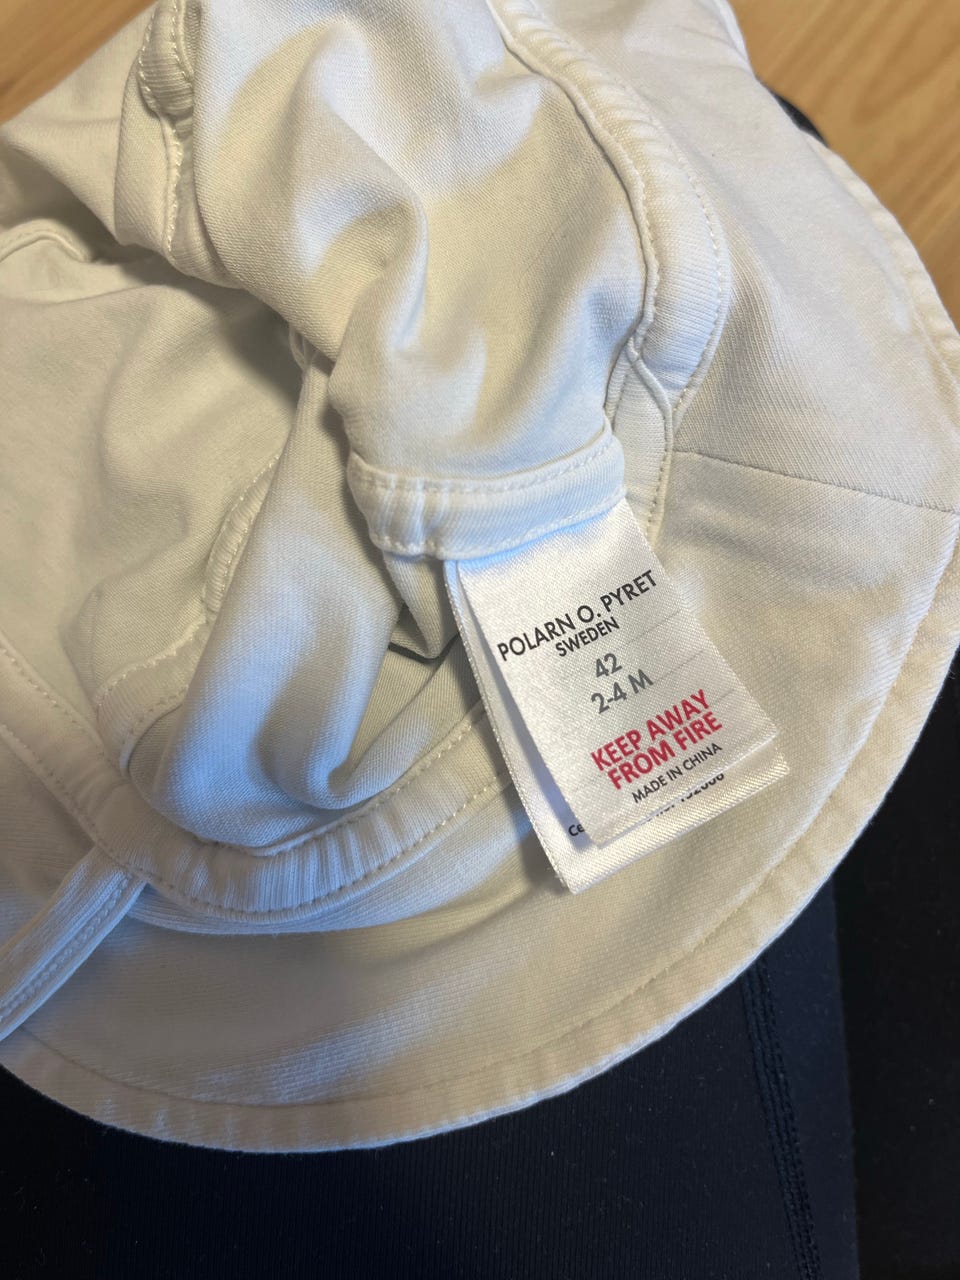 POLARN O. PYRET
SWEDEN
42
2-4 M
KEEP AWAY
FROM FIRE
MADE IN CHINA